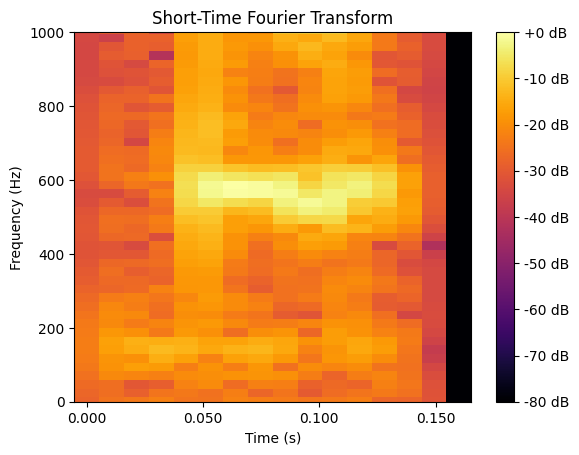 Short-Time Fourier Transform
1000
800
600
400
200
0
Frequency (Hz)
0.000
0.050
0.100
0.150
Time (s)
+0 dB
-10 dB
-20 dB
-30 dB
-40 dB
-50 dB
-60 dB
-70 dB
-80 dB